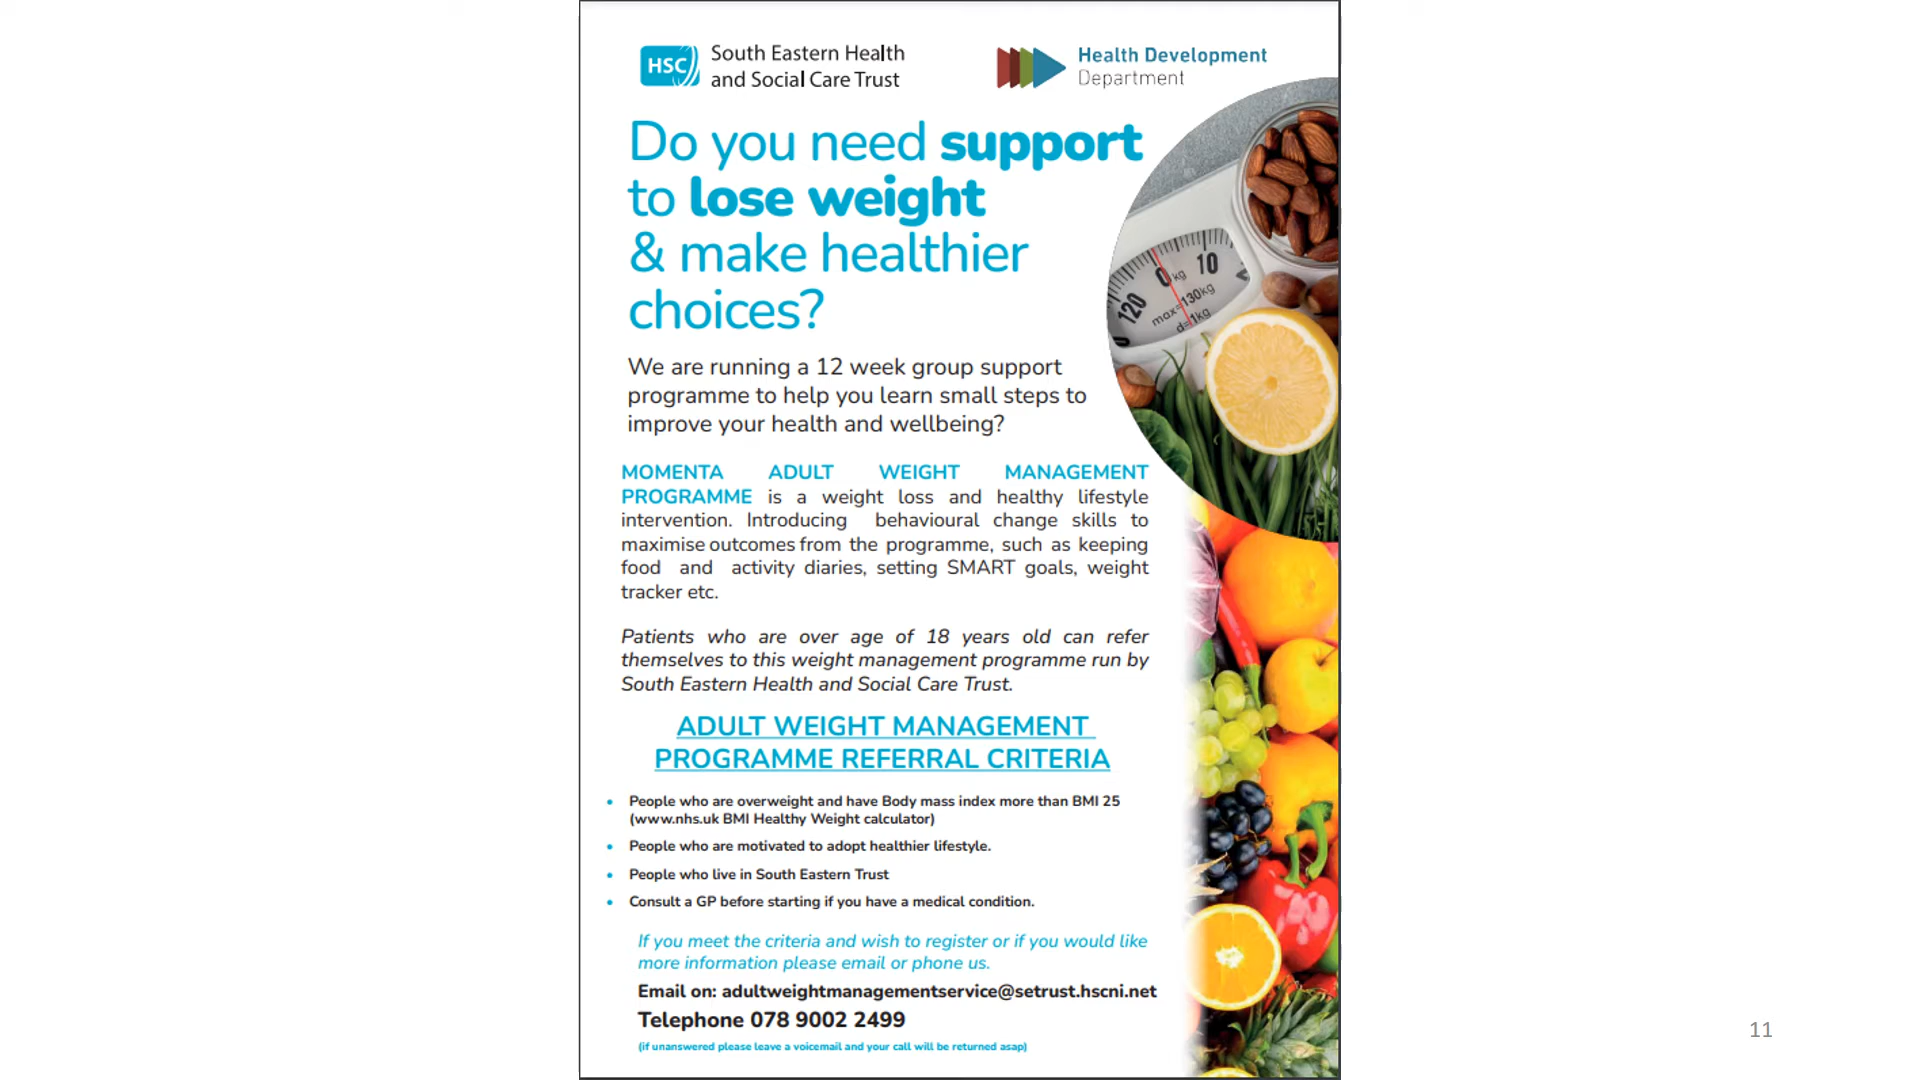 HSC
South Eastern Health
and Social Care Trust
Health Development
Department
Do you need support
to lose weight
& make healthier
choices?
0 kg 10
120
max=130kg
d=1kg
We are running a 12 week group support
programme to help you learn small steps to
improve your health and wellbeing?
MOMENTA ADULT WEIGHT MANAGEMENT
PROGRAMME is a weight loss and healthy lifestyle
intervention. Introducing behavioural change skills to
maximise outcomes from the programme, such as keeping
food and activity diaries, setting SMART goals, weight
tracker etc.
Patients who are over age of 18 years old can refer
themselves to this weight management programme run by
South Eastern Health and Social Care Trust.
ADULT WEIGHT MANAGEMENT
PROGRAMME REFERRAL CRITERIA
• People who are overweight and have Body mass index more than BMI 25
(www.nhs.uk BMI Healthy Weight calculator)
• People who are motivated to adopt healthier lifestyle.
• People who live in South Eastern Trust
• Consult a GP before starting if you have a medical condition.
If you meet the criteria and wish to register or if you would like
more information please email or phone us.
Email on: adultweightmanagementservice@setrust.hscni.net
Telephone 078 9002 2499
(if unanswered please leave a voicemail and your call will be returned asap)
11